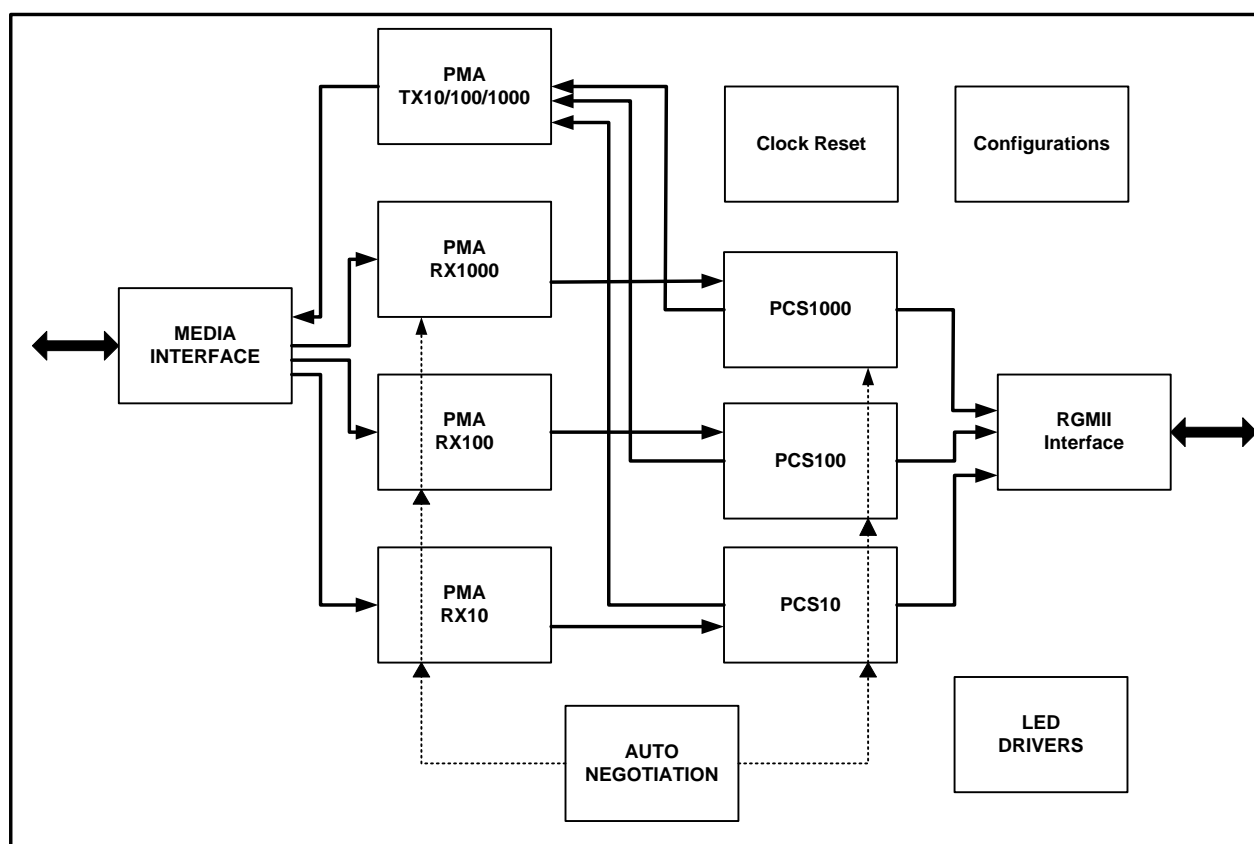 PMA
TX10/100/1000
Clock Reset
Configurations
PMA
RX1000
PCS1000
MEDIA
INTERFACE
PMA
RX100
PCS100
RGMII
Interface
PMA
RX10
PCS10
AUTO
NEGOTIATION
LED
DRIVERS